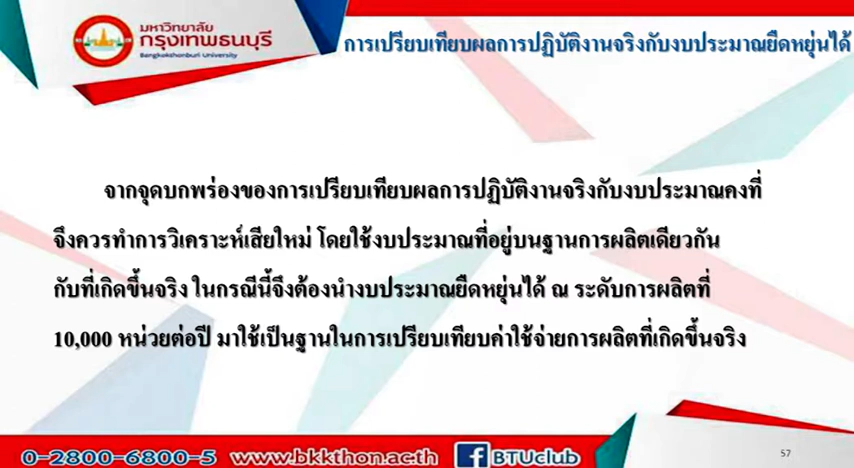 มหาวิทยาลัย
กรุงเทพธนบุรี
Bangkokthonburi University
การเปรียบเทียบผลการปฏิบัติงานจริงกับงบประมาณยืดหยุ่นได้
จากจุดบกพร่องของการเปรียบเทียบผลการปฏิบัติงานจริงกับงบประมาณคงที่
จึงควรทำการวิเคราะห์เสียใหม่ โดยใช้งบประมาณที่อยู่บนฐานการผลิตเดียวกัน
กับที่เกิดขึ้นจริง ในกรณีนี้จึงต้องนำงบประมาณยืดหยุ่นได้ ณ ระดับการผลิตที่
10,000 หน่วยต่อปี มาใช้เป็นฐานในการเปรียบเทียบค่าใช้จ่ายการผลิตที่เกิดขึ้นจริง
0-2800-6800-5 www.bkkthon.ac.th f BTUclub
57